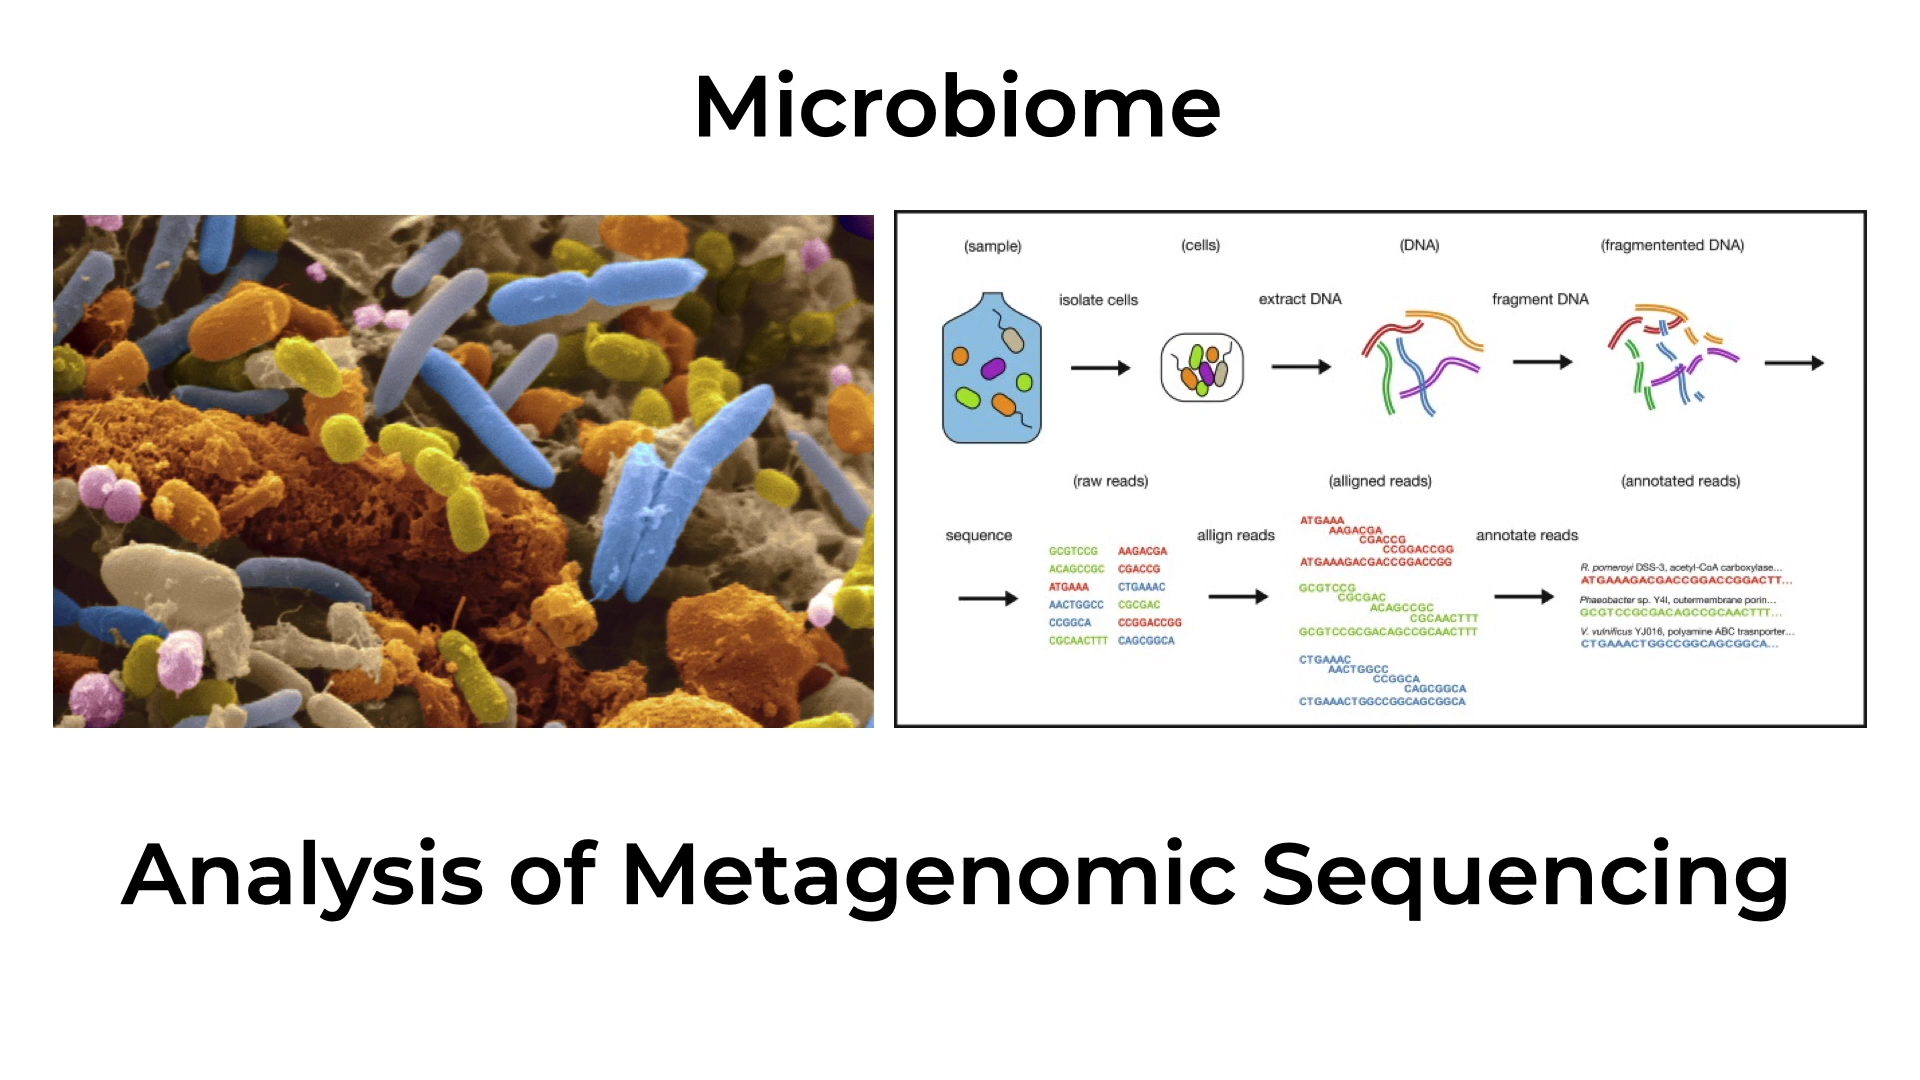 Microbiome
(sample)
(cells)
(DNA)
(fragmentented DNA)
isolate cells
extract DNA
fragment DNA
(raw reads)
(alligned reads)
(annotated reads)
sequence
allign reads
annotate reads
GCGTCCG AAGACGA
ACAGCCGC CGACCG
ATGAAA CTGAAAC
AACTGGCC CGCGAC
CCGGCA CCGGACCGG
CGCAACTTT CAGCGGCA
ATGAAA
AAGACGA
CGACCG
CCGGACCGG
ATGAAAGACGACCGGACCGG
GCGTCCG
CGCGAC
ACAGCCGC
CGCAACTTT
GCGTCCGCGACAGCCGCAACTTT
CTGAAAC
AACTGGCC
CCGGCA
CAGCGGCA
CTGAAACTGGCCGGCAGCGGCA
R. pomeroyi DSS-3, acetyl-CoA carboxylase...
ATGAAAGACGACCGGACCGGACTT...
Phaeobacter sp. Y4I, outermembrane porin...
GCGTCCGCGACAGCCGCAACTTT...
V. vulnificus YJ016, polyamine ABC trasnporter...
CTGAAACTGGCCGGCAGCGGCA...
Analysis of Metagenomic Sequencing